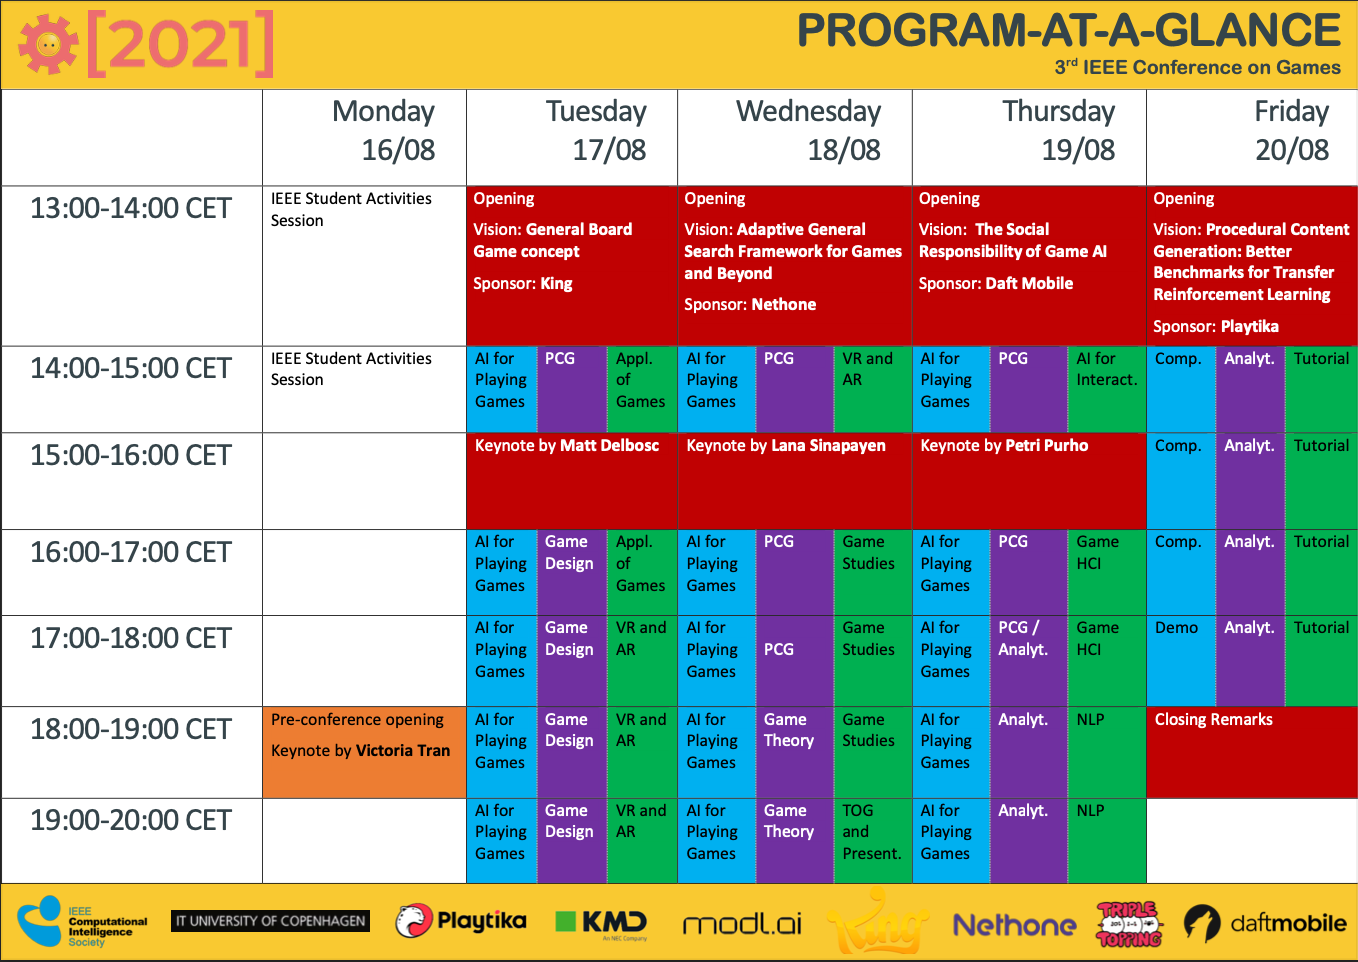 [2021]
PROGRAM-AT-A-GLANCE
3rd IEEE Conference on Games
Monday
16/08
Tuesday
17/08
Wednesday
18/08
Thursday
19/08
Friday
20/08
13:00-14:00 CET
IEEE Student Activities
Session
Opening
Vision: General Board
Game concept
Sponsor: King
Opening
Vision: Adaptive General
Search Framework for Games
and Beyond
Sponsor: Nethone
Opening
Vision: The Social
Responsibility of Game AI
Sponsor: Daft Mobile
Opening
Vision: Procedural Content
Generation: Better
Benchmarks for Transfer
Reinforcement Learning
Sponsor: Playtika
14:00-15:00 CET
IEEE Student Activities
Session
AI for
Playing
Games
PCG
Appl.
of
Games
AI for
Playing
Games
PCG
VR and
AR
AI for
Playing
Games
PCG
AI for
Interact.
Comp.
Analyt.
Tutorial
15:00-16:00 CET
Keynote by Matt Delbosc
Keynote by Lana Sinapayen
Keynote by Petri Purho
Comp.
Analyt.
Tutorial
16:00-17:00 CET
AI for
Playing
Games
Game
Design
Appl.
of
Games
AI for
Playing
Games
PCG
Game
Studies
AI for
Playing
Games
PCG
Game
HCI
Comp.
Analyt.
Tutorial
17:00-18:00 CET
AI for
Playing
Games
Game
Design
VR and
AR
AI for
Playing
Games
PCG
Game
Studies
AI for
Playing
Games
PCG /
Analyt.
Game
HCI
Demo
Analyt.
Tutorial
18:00-19:00 CET
Pre-conference opening
Keynote by Victoria Tran
AI for
Playing
Games
Game
Design
VR and
AR
AI for
Playing
Games
Game
Theory
Game
Studies
AI for
Playing
Games
Analyt.
NLP
Closing Remarks
19:00-20:00 CET
AI for
Playing
Games
Game
Design
VR and
AR
AI for
Playing
Games
Game
Theory
TOG
and
Present.
AI for
Playing
Games
Analyt.
NLP
IEEE
Computational
Intelligence
Society
IT UNIVERSITY OF COPENHAGEN
Playtika
KMD
An NEC Company
modl.ai
King
Nethone
TRIPLE
TOPPING
daftmobile